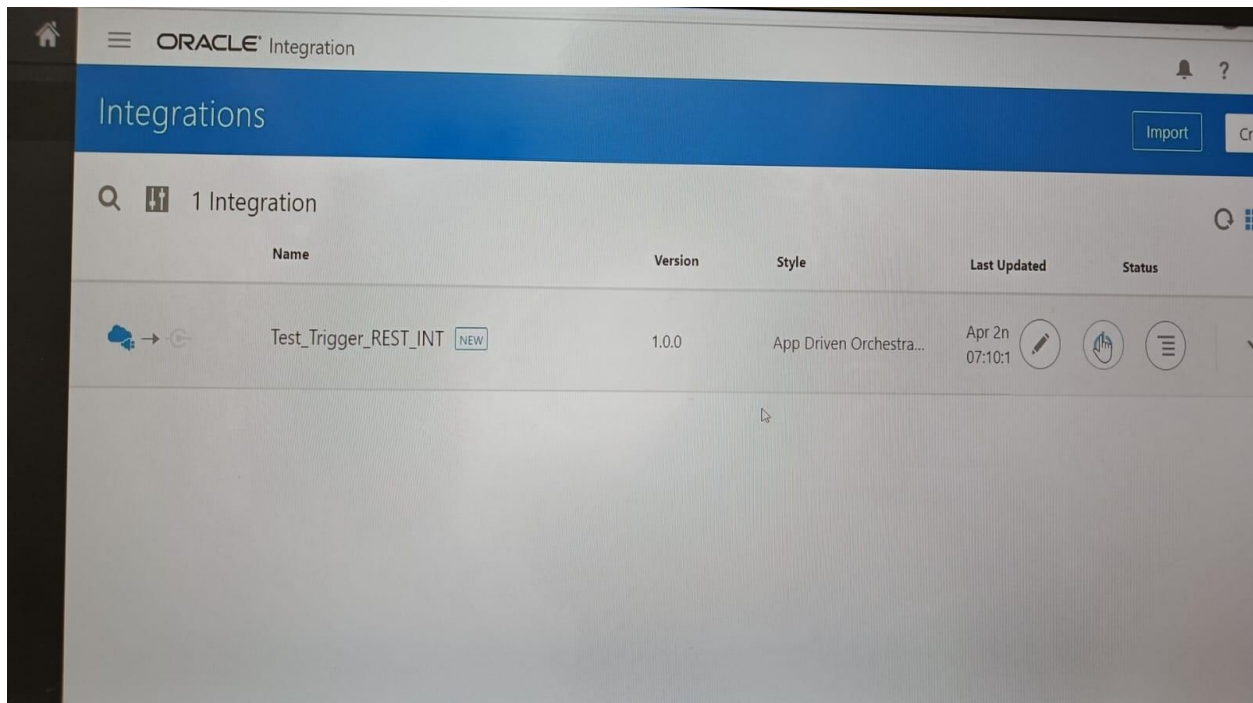 ORACLE Integration
?
Integrations
Import
Cr
1 Integration
Name Version Style Last Updated Status
Test_Trigger_REST_INT NEW 1.0.0 App Driven Orchestra... Apr 2n
07:10:1